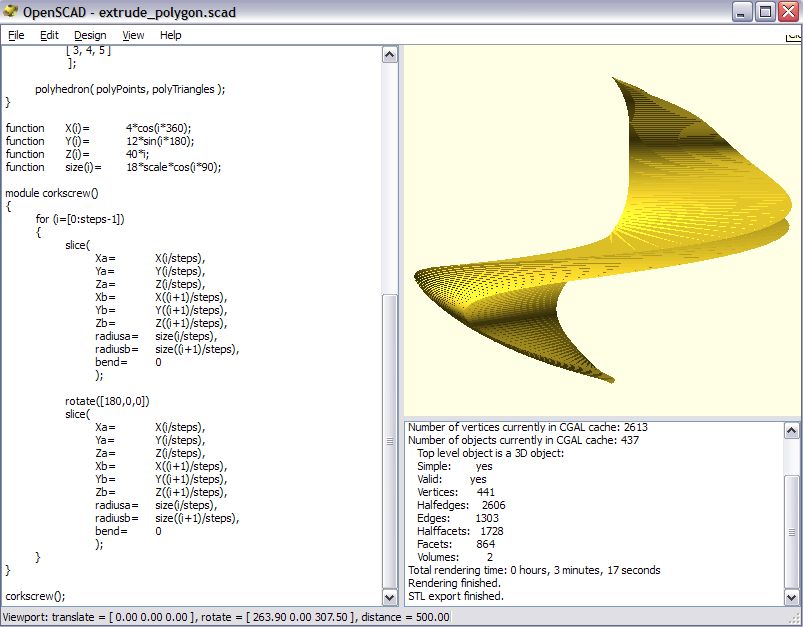 OpenSCAD - extrude_polygon.scad
File Edit Design View Help
[ 3, 4, 5 ]
];
polyhedron( polyPoints, polyTriangles );
}
function X(i)= 4*cos(i*360);
function Y(i)= 12*sin(i*180);
function Z(i)= 40*i;
function size(i)= 18*scale*cos(i*90);
module corkscrew()
{
for (i=[0:steps-1])
{
slice(
Xa= X(i/steps),
Ya= Y(i/steps),
Za= Z(i/steps),
Xb= X((i+1)/steps),
Yb= Y((i+1)/steps),
Zb= Z((i+1)/steps),
radiusa= size(i/steps),
radiusb= size((i+1)/steps),
bend= 0
);
rotate([180,0,0])
slice(
Xa= X(i/steps),
Ya= Y(i/steps),
Za= Z(i/steps),
Xb= X((i+1)/steps),
Yb= Y((i+1)/steps),
Zb= Z((i+1)/steps),
radiusa= size(i/steps),
radiusb= size((i+1)/steps),
bend= 0
);
}
}
corkscrew();
Number of vertices currently in CGAL cache: 2613
Number of objects currently in CGAL cache: 437
Top level object is a 3D object:
Simple: yes
Valid: yes
Vertices: 441
Halfedges: 2606
Edges: 1303
Halffacets: 1728
Facets: 864
Volumes: 2
Total rendering time: 0 hours, 3 minutes, 17 seconds
Rendering finished.
STL export finished.
Viewport: translate = [ 0.00 0.00 0.00 ], rotate = [ 263.90 0.00 307.50 ], distance = 500.00